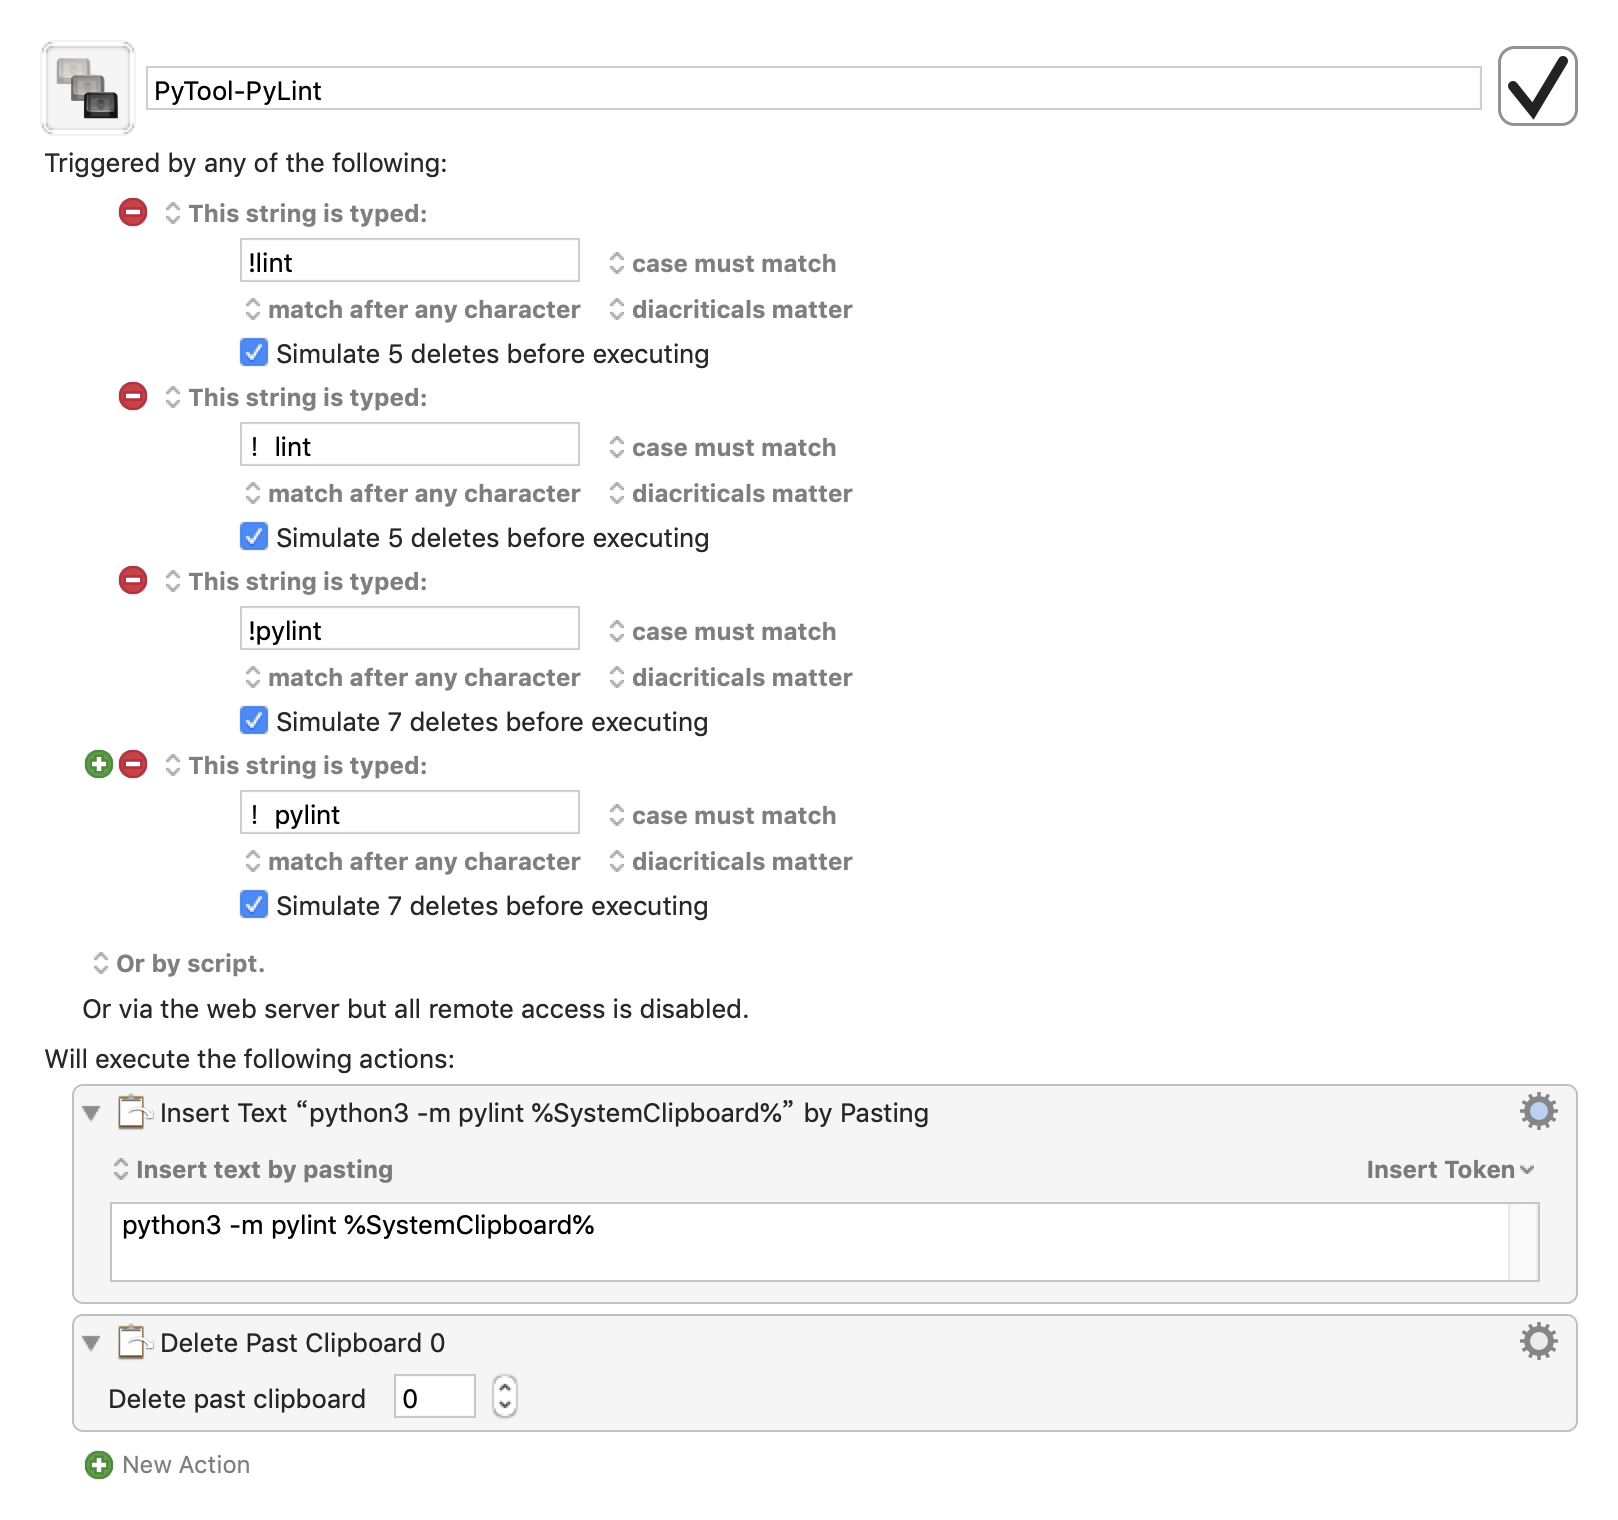 PyTool-PyLint
Triggered by any of the following:
This string is typed:
!lint case must match
match after any character diacriticals matter
Simulate 5 deletes before executing
This string is typed:
! lint case must match
match after any character diacriticals matter
Simulate 5 deletes before executing
This string is typed:
!pylint case must match
match after any character diacriticals matter
Simulate 7 deletes before executing
This string is typed:
! pylint case must match
match after any character diacriticals matter
Simulate 7 deletes before executing
Or by script.
Or via the web server but all remote access is disabled.
Will execute the following actions:
Insert Text “python3 -m pylint %SystemClipboard%” by Pasting
Insert text by pasting Insert Token
python3 -m pylint %SystemClipboard%
Delete Past Clipboard 0
Delete past clipboard 0
New Action